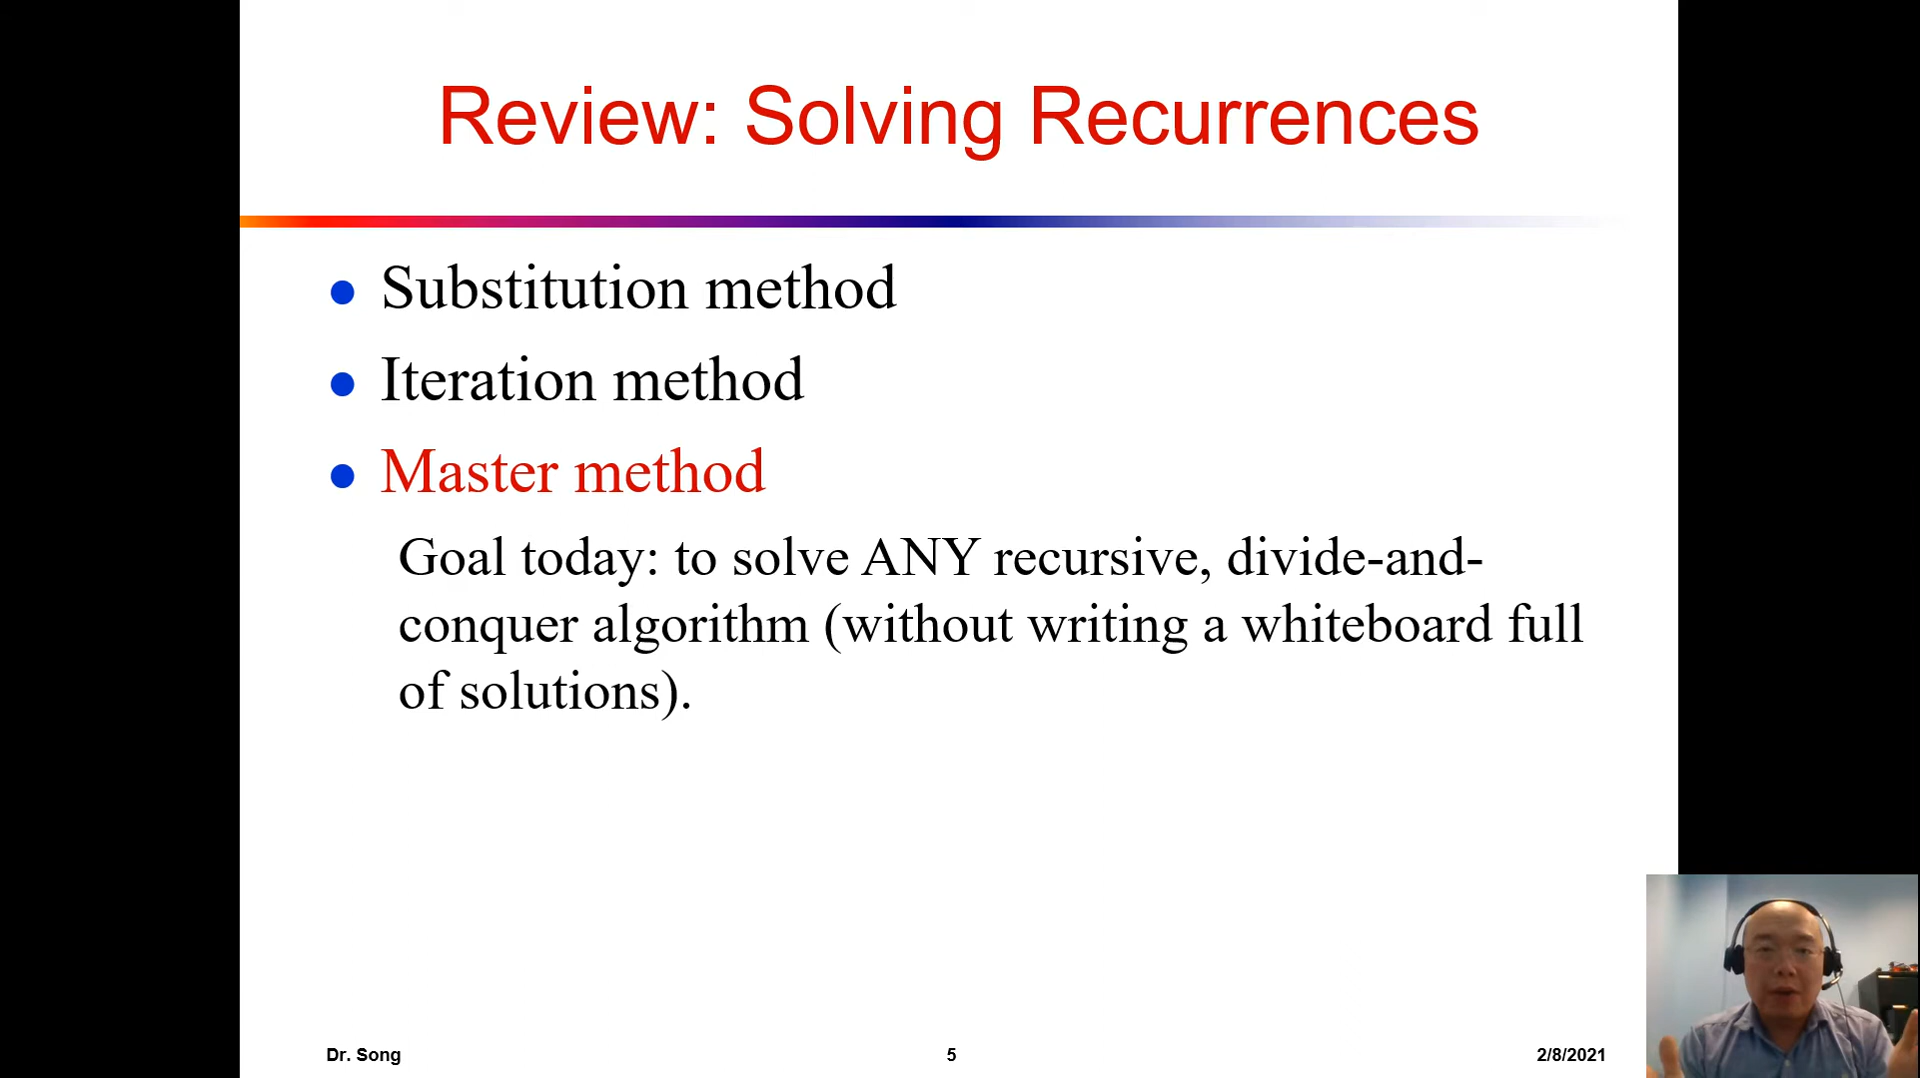 Review: Solving Recurrences
Substitution method
Iteration method
Master method
Goal today: to solve ANY recursive, divide-and-
conquer algorithm (without writing a whiteboard full
of solutions).
Dr. Song
5
2/8/2021